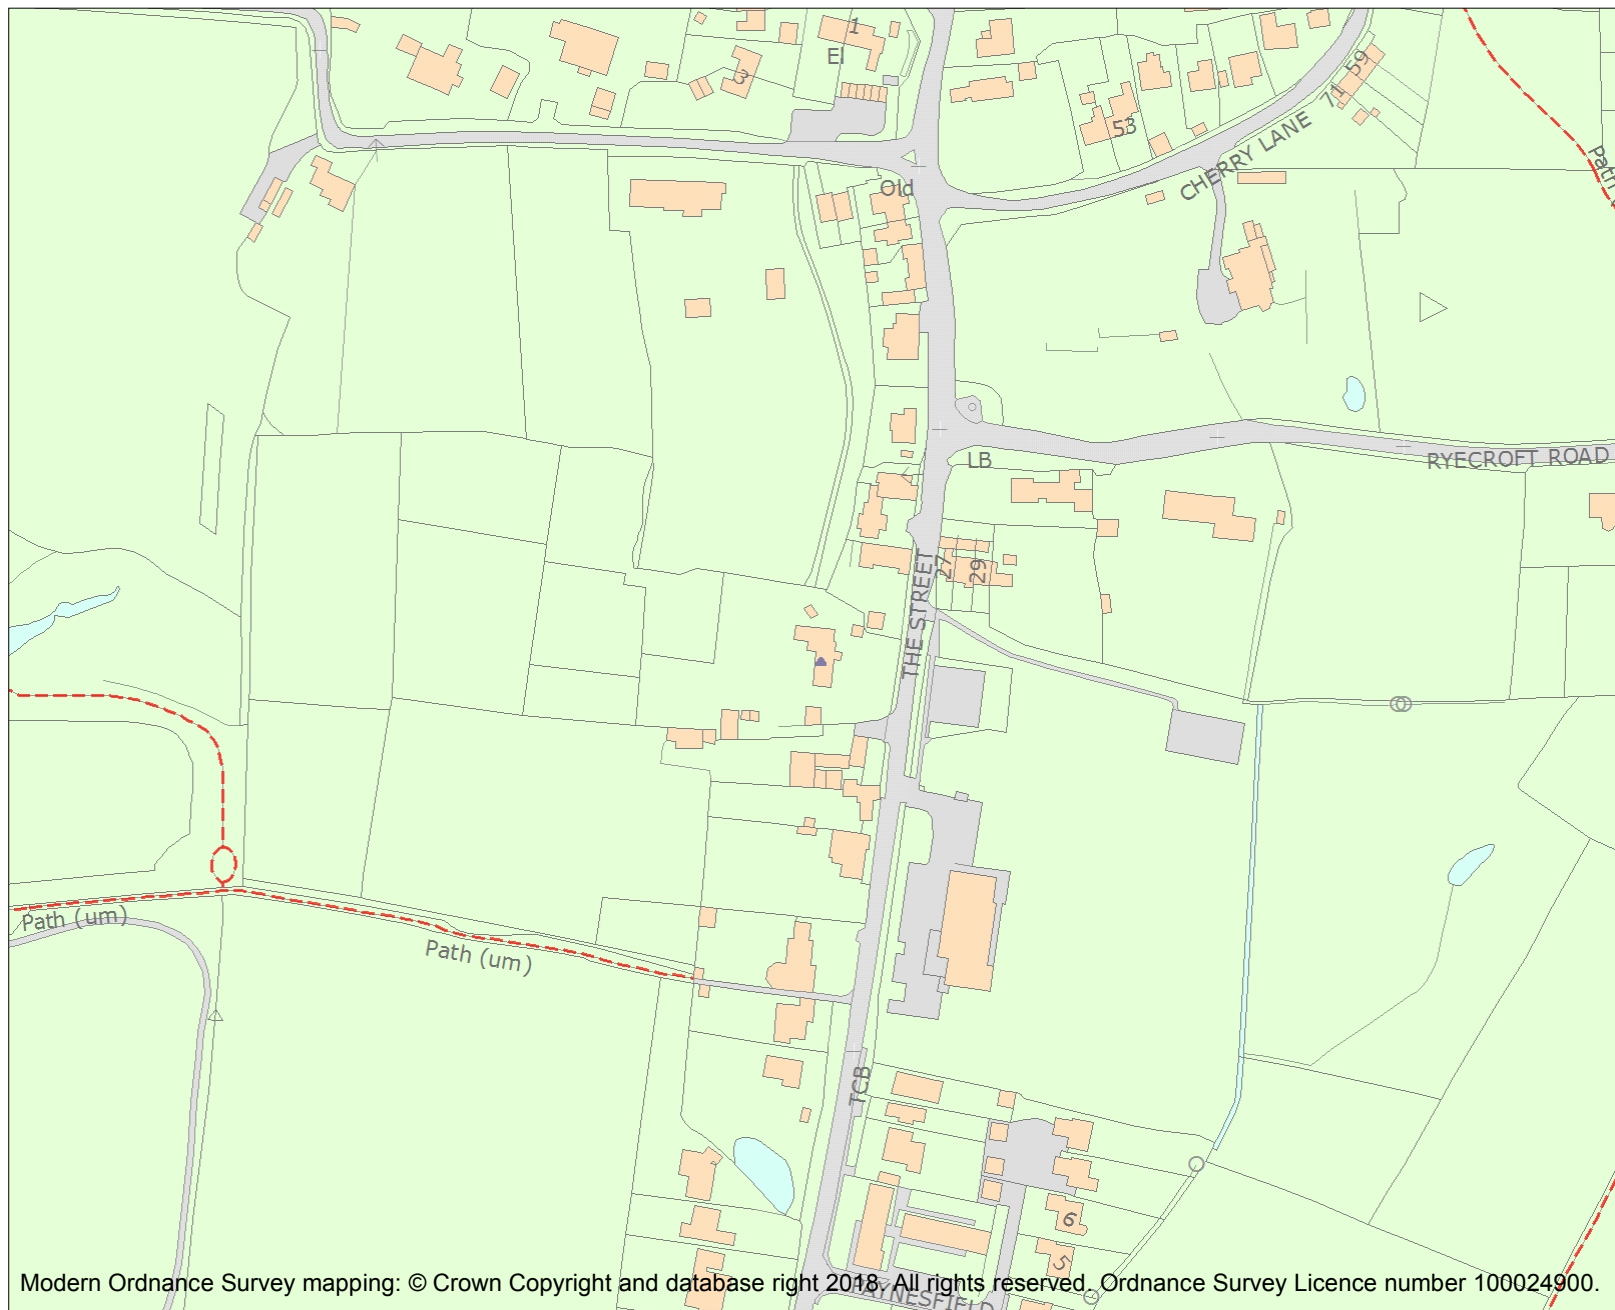 1
El
3
59
71
53
CHERRY LANE
Path
Old
LB
RYECROFT ROAD
27
29
THE STREET
Path (um)
Path (um)
TCB
6
5
Modern Ordnance Survey mapping: © Crown Copyright and database right 2018. All rights reserved. Ordnance Survey Licence number 100024900.